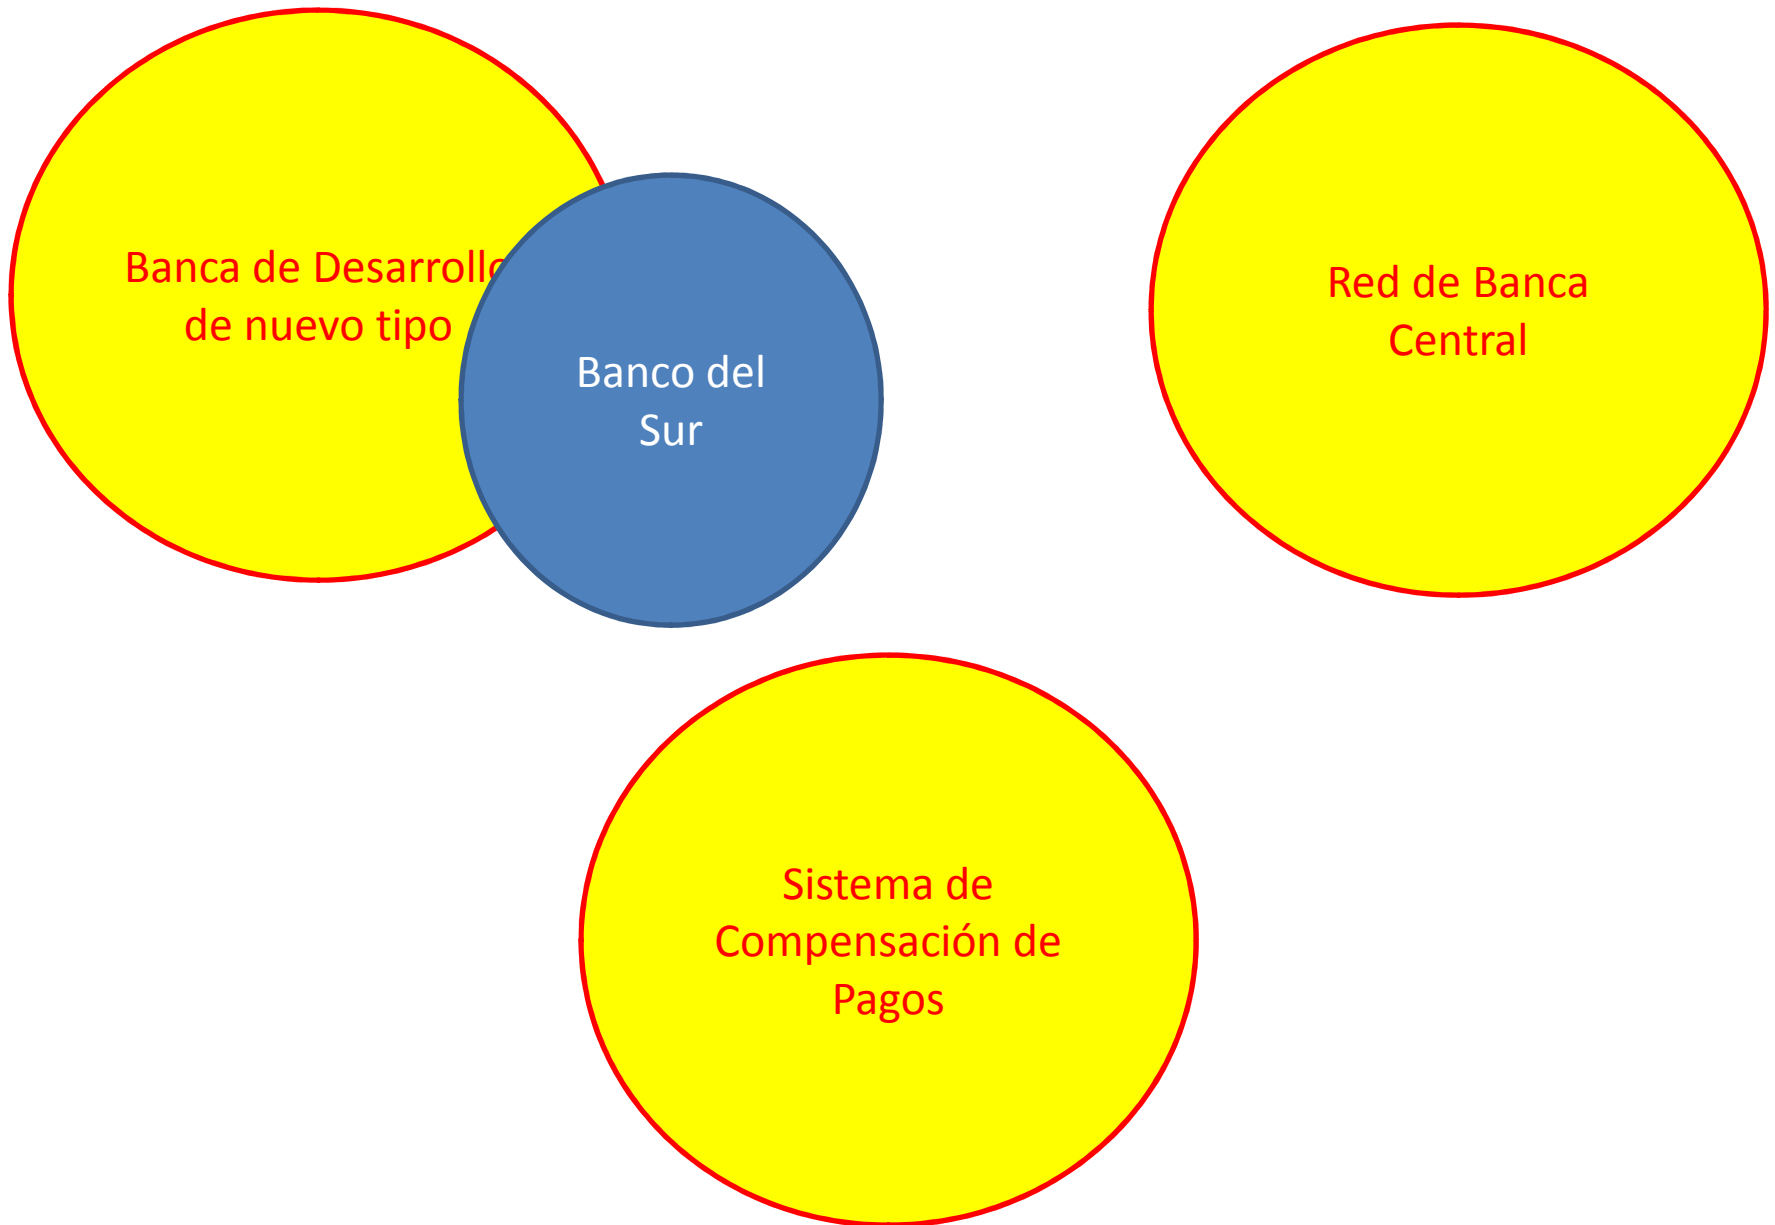 Banca de Desarrollo
de nuevo tipo
Banco del
Sur
Red de Banca
Central
Sistema de
Compensación de
Pagos